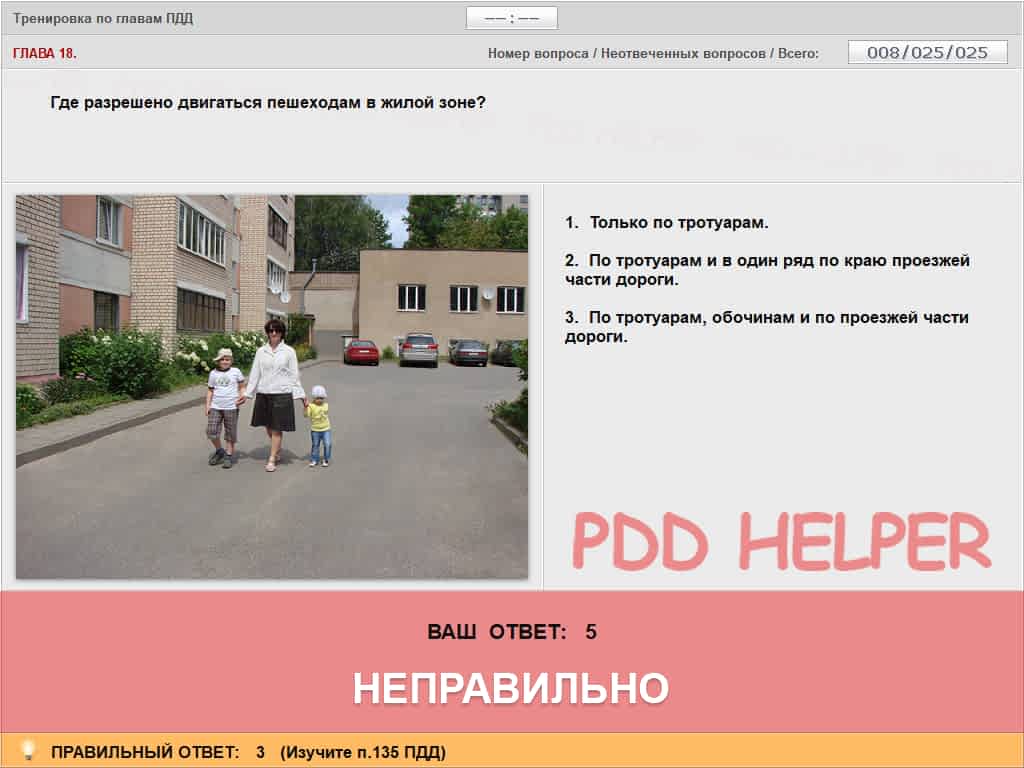 Тренировка по главам ПДД
–– : ––
ГЛАВА 18.
Номер вопроса / Неотвеченных вопросов / Всего:
008/025/025
Где разрешено двигаться пешеходам в жилой зоне?
1. Только по тротуарам.
2. По тротуарам и в один ряд по краю проезжей
части дороги.
3. По тротуарам, обочинам и по проезжей части
дороги.
PDD HELPER
ВАШ ОТВЕТ: 5
НЕПРАВИЛЬНО
ПРАВИЛЬНЫЙ ОТВЕТ: 3 (Изучите п.135 ПДД)